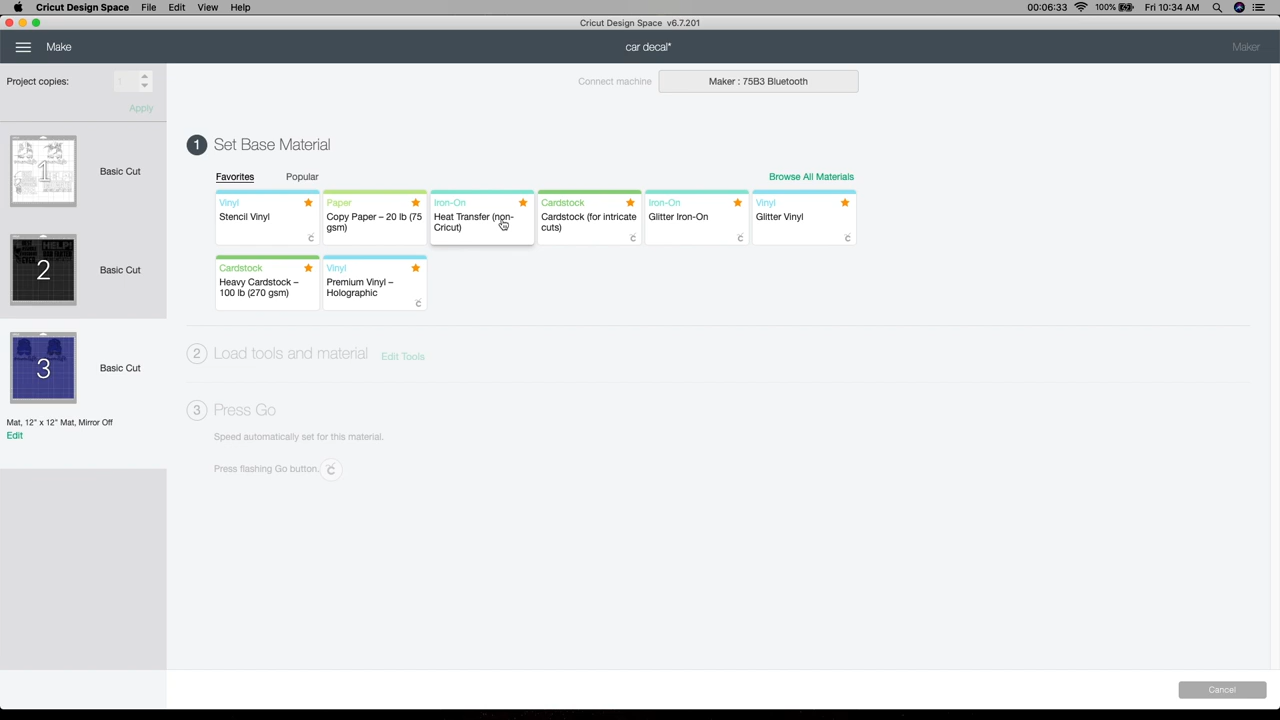 Cricut Design Space File Edit View Help 00:06:33 100% Fri 10:34 AM
Cricut Design Space v6.7.201
Make car decal* Maker
Project copies: 1
Apply
Connect machine Maker : 75B3 Bluetooth
1 Basic Cut
2 Basic Cut
3 Basic Cut
Mat, 12" x 12" Mat, Mirror Off
Edit
1 Set Base Material
Favorites Popular Browse All Materials
Vinyl
Stencil Vinyl
Paper
Copy Paper – 20 lb (75
gsm)
Iron-On
Heat Transfer (non-
Cricut)
Cardstock
Cardstock (for intricate
cuts)
Iron-On
Glitter Iron-On
Vinyl
Glitter Vinyl
Cardstock
Heavy Cardstock –
100 lb (270 gsm)
Vinyl
Premium Vinyl –
Holographic
2 Load tools and material Edit Tools
3 Press Go
Speed automatically set for this material.
Press flashing Go button.
Cancel